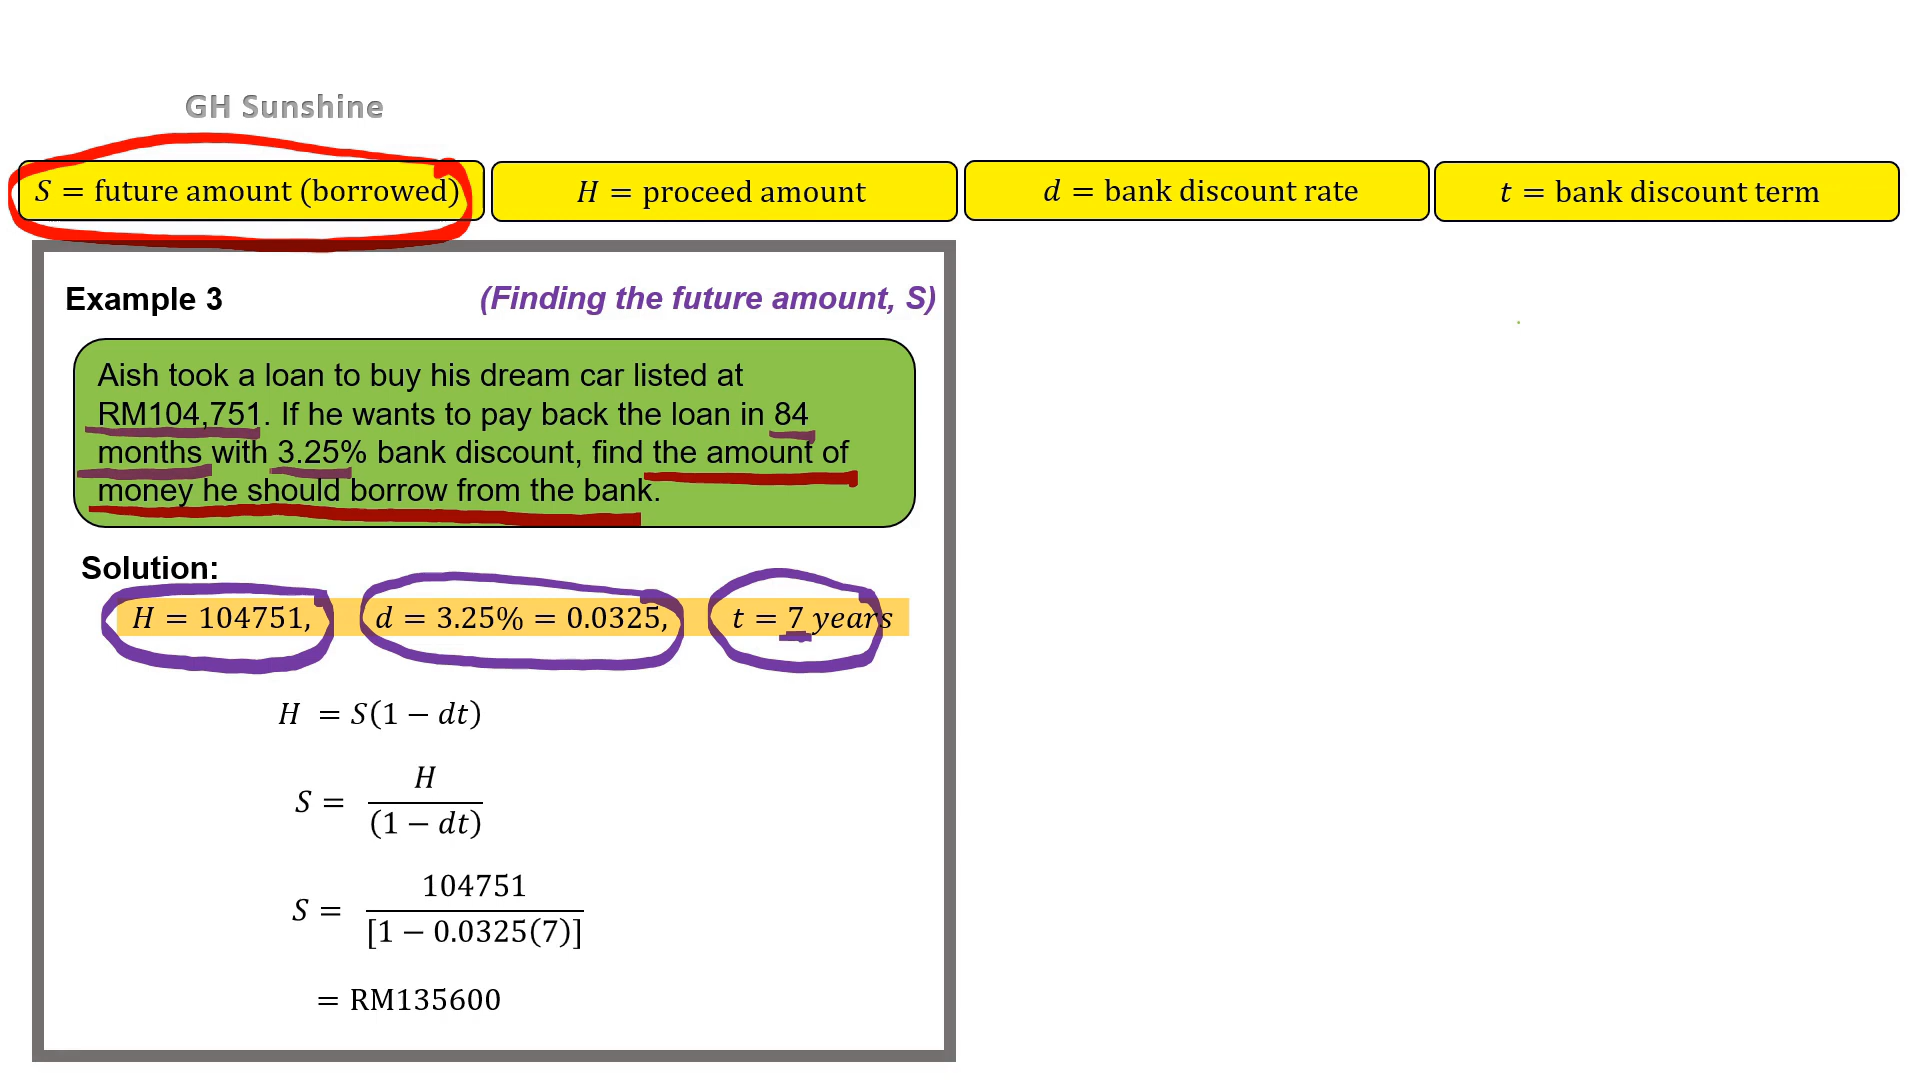 GH Sunshine
S = future amount (borrowed)
H = proceed amount
d = bank discount rate
t = bank discount term
Example 3
(Finding the future amount, S)
Aish took a loan to buy his dream car listed at
RM104,751. If he wants to pay back the loan in 84
months with 3.25% bank discount, find the amount of
money he should borrow from the bank.
Solution:
H = 104751, d = 3.25% = 0.0325, t = 7 years
H = S(1 − dt)
S = H / (1 − dt)
S = 104751 / [1 − 0.0325(7)]
= RM135600